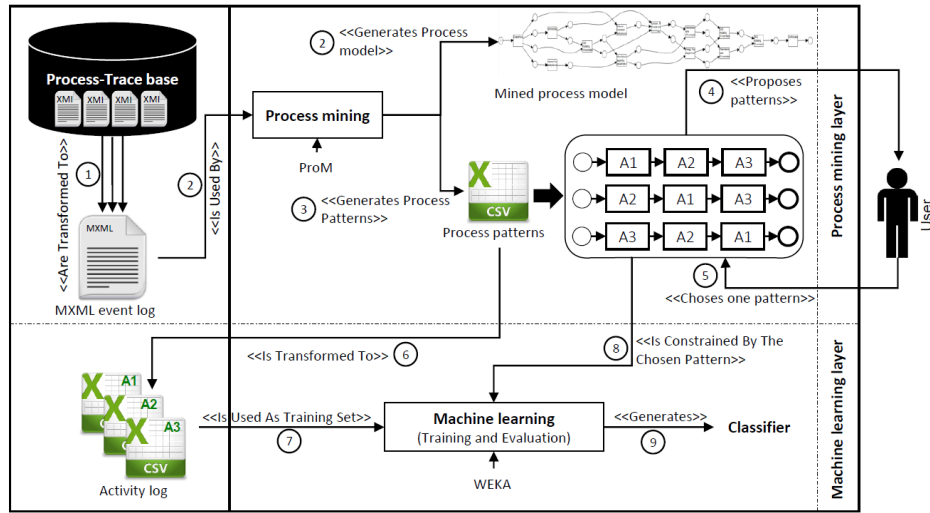 Process-Trace base
XMI XMI XMI XMI
<<Are Transformed To>>
1
MXML
MXML event log
2
<<Is Used By>>
Process mining
ProM
2
<<Generates Process
model>>
Mined process model
3
<<Generates Process
Patterns>>
X
CSV
Process patterns
4
<<Proposes
patterns>>
A1 A2 A3
A2 A1 A3
A3 A2 A1
5
<<Choses one pattern>>
User
Process mining layer
<<Is Transformed To>>
6
8
<<Is Constrained By The
Chosen Pattern>>
X A1
X A2
X A3
CSV
Activity log
<<Is Used As Training Set>>
7
Machine learning
(Training and Evaluation)
WEKA
<<Generates>>
9
Classifier
Machine learning layer